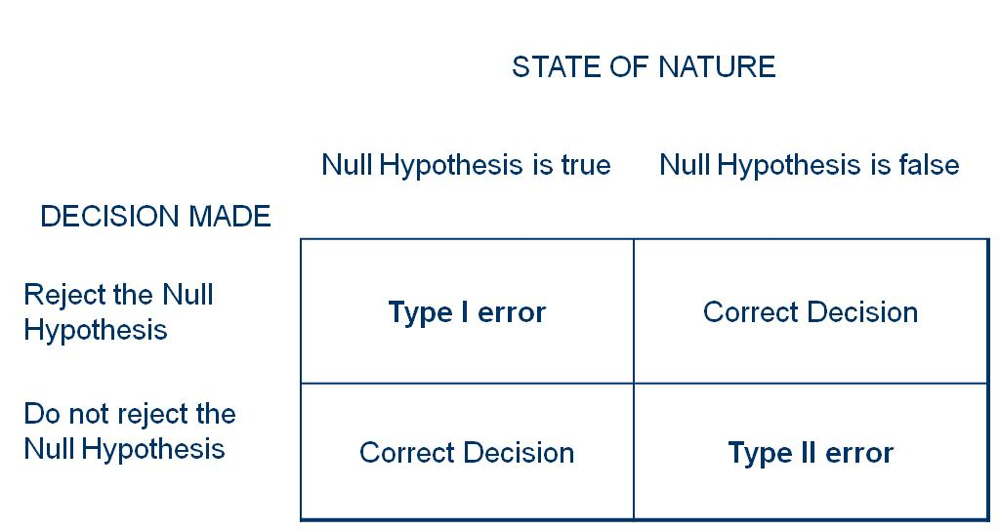 STATE OF NATURE
Null Hypothesis is true
Null Hypothesis is false
DECISION MADE
Reject the Null
Hypothesis
Type I error
Correct Decision
Do not reject the
Null Hypothesis
Correct Decision
Type II error